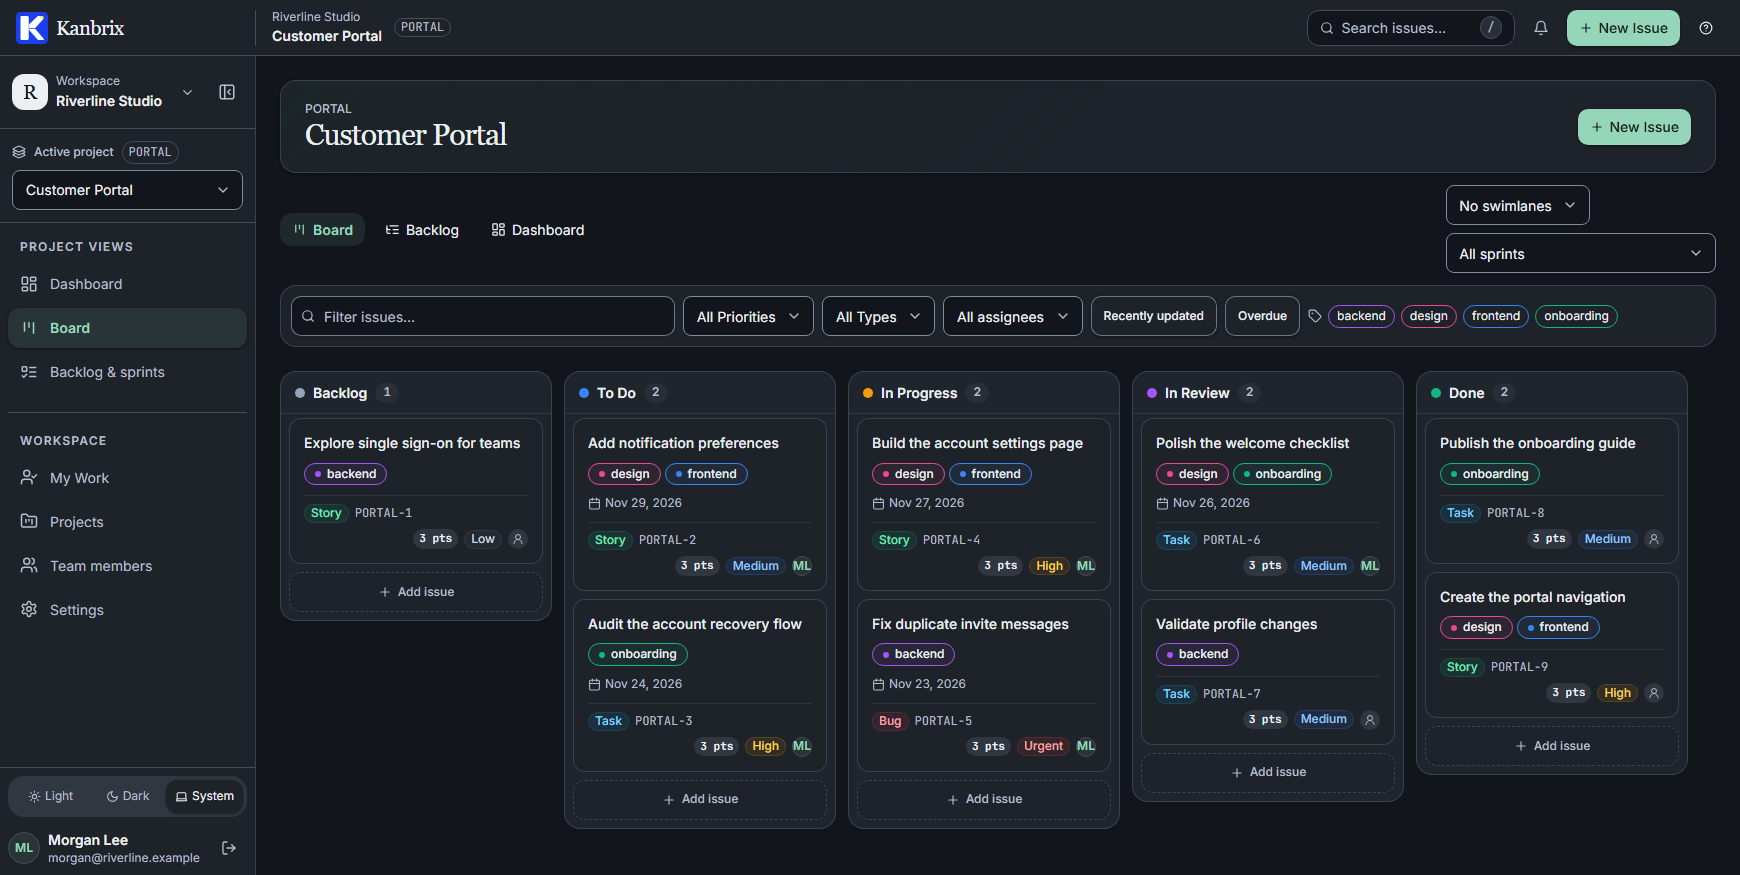 Kanbrix
Riverline Studio
Customer Portal
PORTAL
Search issues...
/
+ New Issue
R
Workspace
Riverline Studio
Active project
PORTAL
Customer Portal
PROJECT VIEWS
Dashboard
Board
Backlog & sprints
WORKSPACE
My Work
Projects
Team members
Settings
Light
Dark
System
ML
Morgan Lee
morgan@riverline.example
PORTAL
Customer Portal
+ New Issue
Board
Backlog
Dashboard
No swimlanes
All sprints
Filter issues...
All Priorities
All Types
All assignees
Recently updated
Overdue
backend
design
frontend
onboarding
Backlog 1
Explore single sign-on for teams
backend
Story PORTAL-1
3 pts Low
+ Add issue
To Do 2
Add notification preferences
design frontend
Nov 29, 2026
Story PORTAL-2
3 pts Medium ML
Audit the account recovery flow
onboarding
Nov 24, 2026
Task PORTAL-3
3 pts High ML
+ Add issue
In Progress 2
Build the account settings page
design frontend
Nov 27, 2026
Story PORTAL-4
3 pts High ML
Fix duplicate invite messages
backend
Nov 23, 2026
Bug PORTAL-5
3 pts Urgent ML
+ Add issue
In Review 2
Polish the welcome checklist
design onboarding
Nov 26, 2026
Task PORTAL-6
3 pts Medium ML
Validate profile changes
backend
Task PORTAL-7
3 pts Medium
+ Add issue
Done 2
Publish the onboarding guide
onboarding
Task PORTAL-8
3 pts Medium
Create the portal navigation
design frontend
Story PORTAL-9
3 pts High
+ Add issue